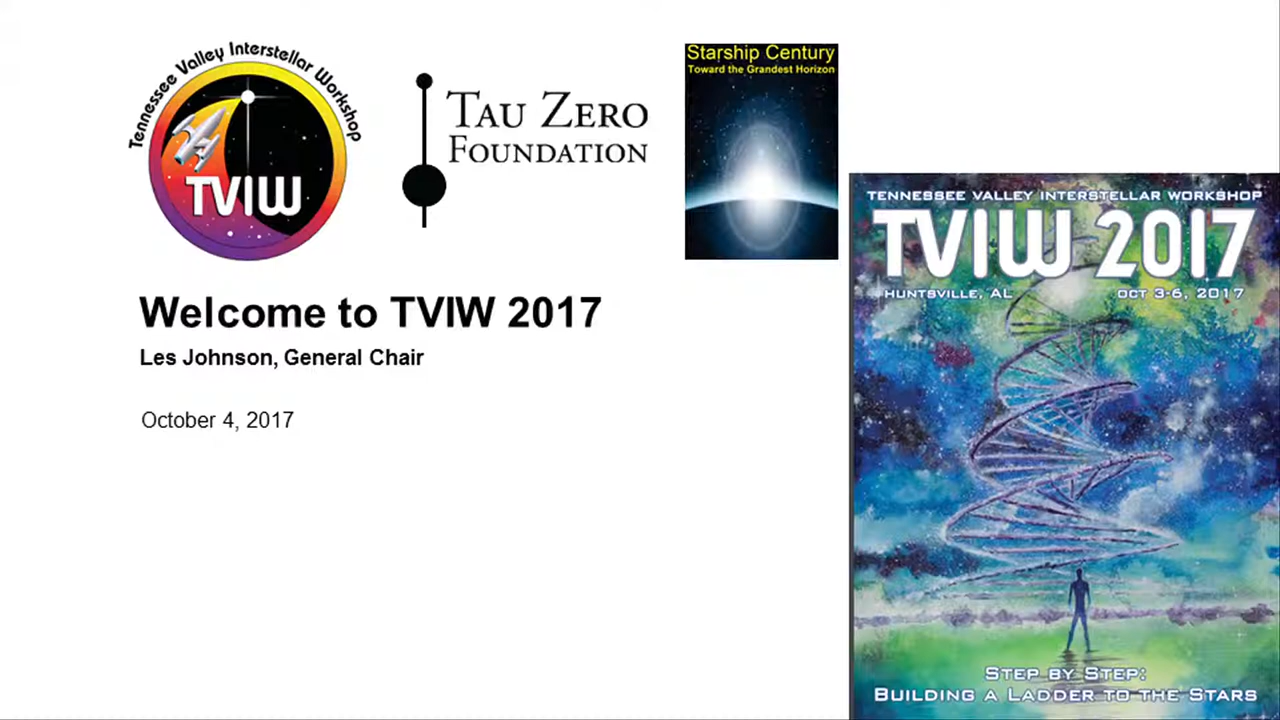 Tennessee Valley Interstellar Workshop
TVIW
TAU ZERO
FOUNDATION
Starship Century
Toward the Grandest Horizon
Welcome to TVIW 2017
Les Johnson, General Chair
October 4, 2017
TENNESSEE VALLEY INTERSTELLAR WORKSHOP
TVIW 2017
HUNTSVILLE, AL OCT 3-6, 2017
STEP BY STEP:
BUILDING A LADDER TO THE STARS